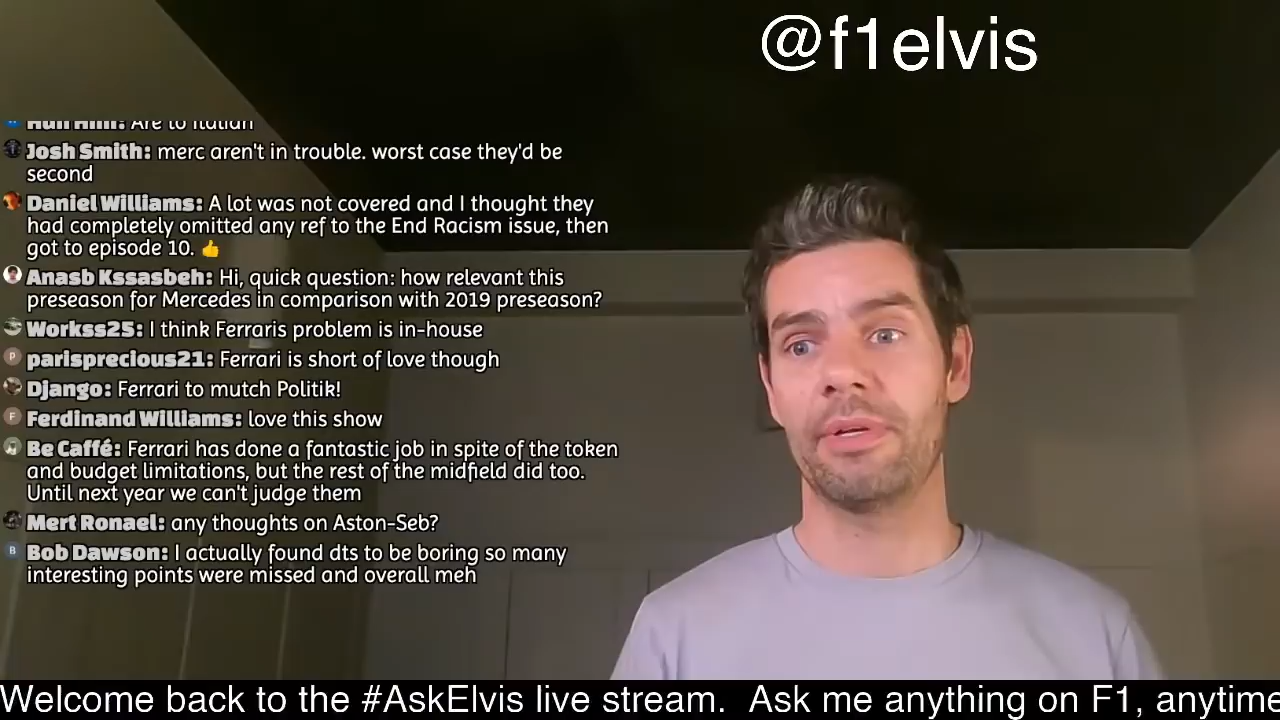 @f1elvis
Are to Italian
Josh Smith: merc aren't in trouble. worst case they'd be
second
Daniel Williams: A lot was not covered and I thought they
had completely omitted any ref to the End Racism issue, then
got to episode 10. 👍
Anasb Kssasbeh: Hi, quick question: how relevant this
preseason for Mercedes in comparison with 2019 preseason?
Workss25: I think Ferraris problem is in-house
parisprecious21: Ferrari is short of love though
Django: Ferrari to mutch Politik!
Ferdinand Williams: love this show
Be Caffé: Ferrari has done a fantastic job in spite of the token
and budget limitations, but the rest of the midfield did too.
Until next year we can't judge them
Mert Ronael: any thoughts on Aston-Seb?
Bob Dawson: I actually found dts to be boring so many
interesting points were missed and overall meh
Welcome back to the #AskElvis live stream. Ask me anything on F1, anytime